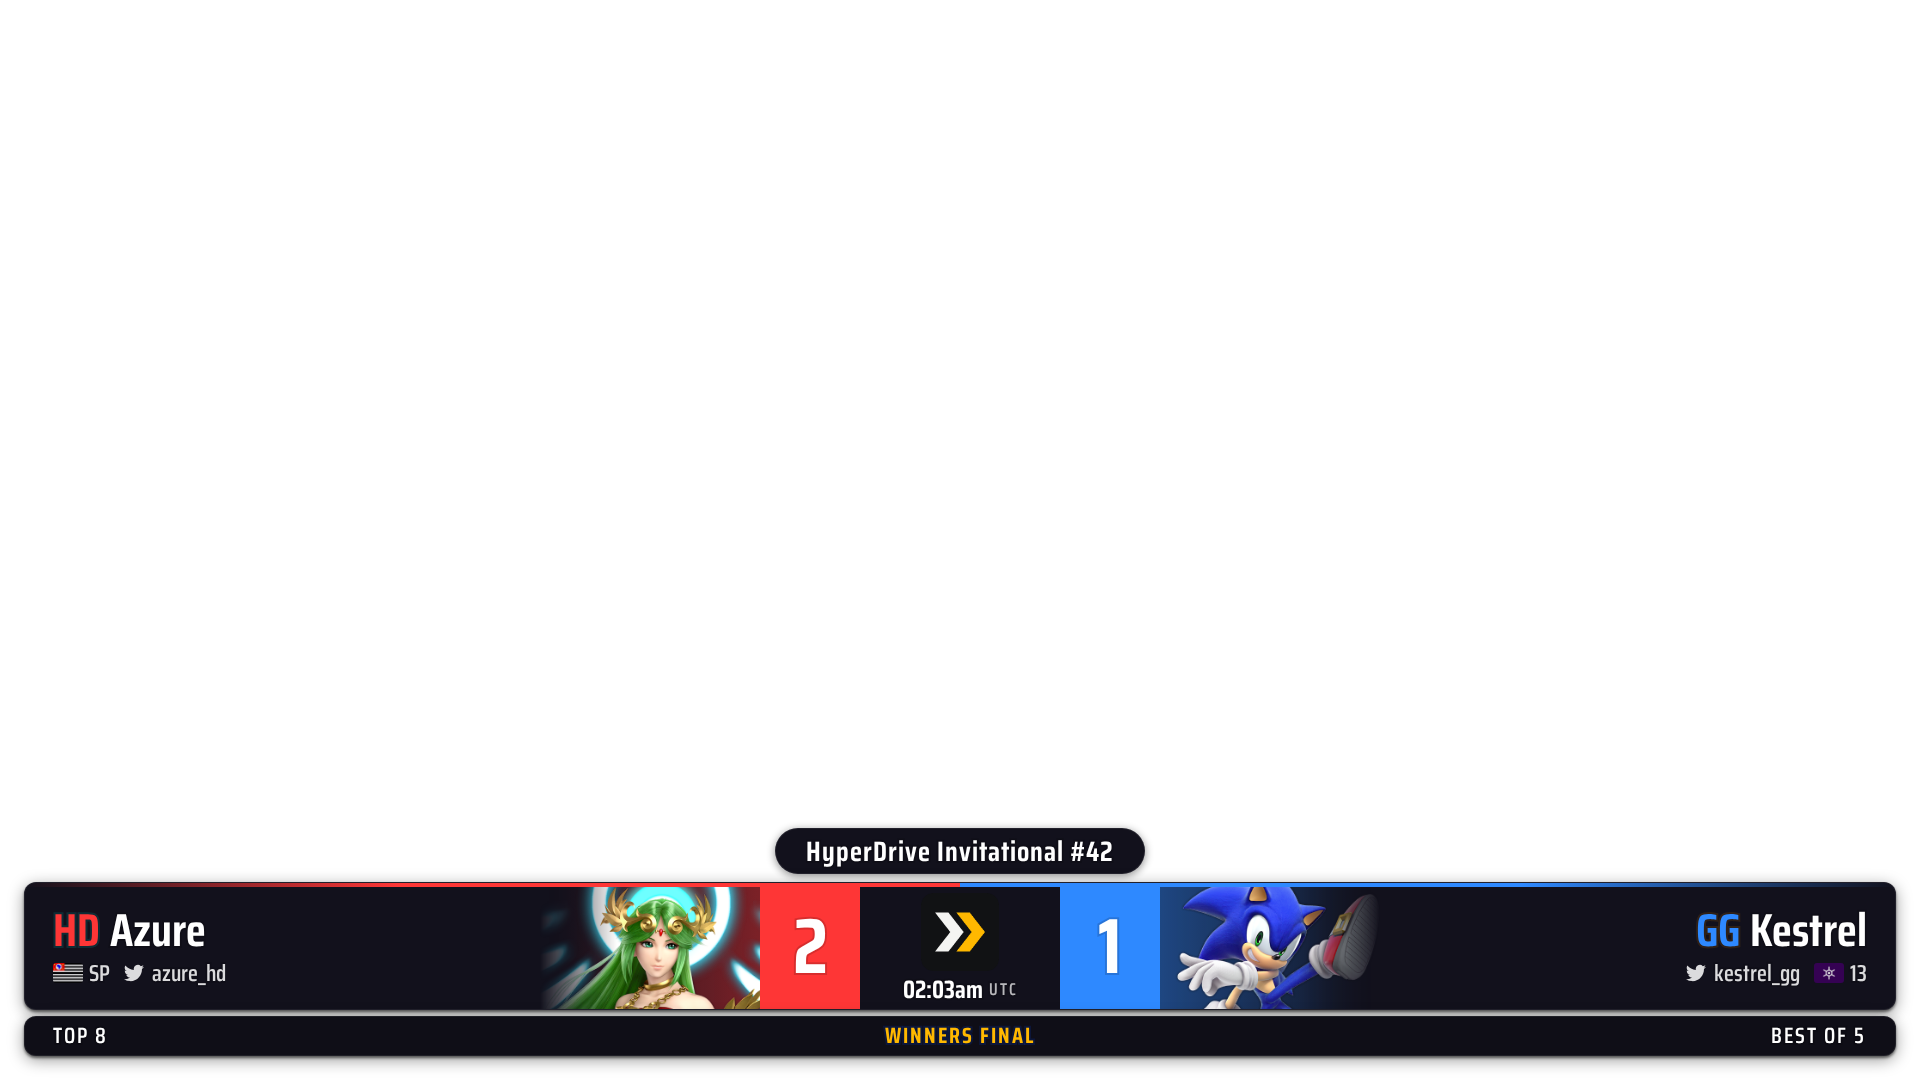 HyperDrive Invitational #42
HD Azure
SP azure_hd
2
02:03am UTC
1
GG Kestrel
kestrel_gg 13
TOP 8
WINNERS FINAL
BEST OF 5